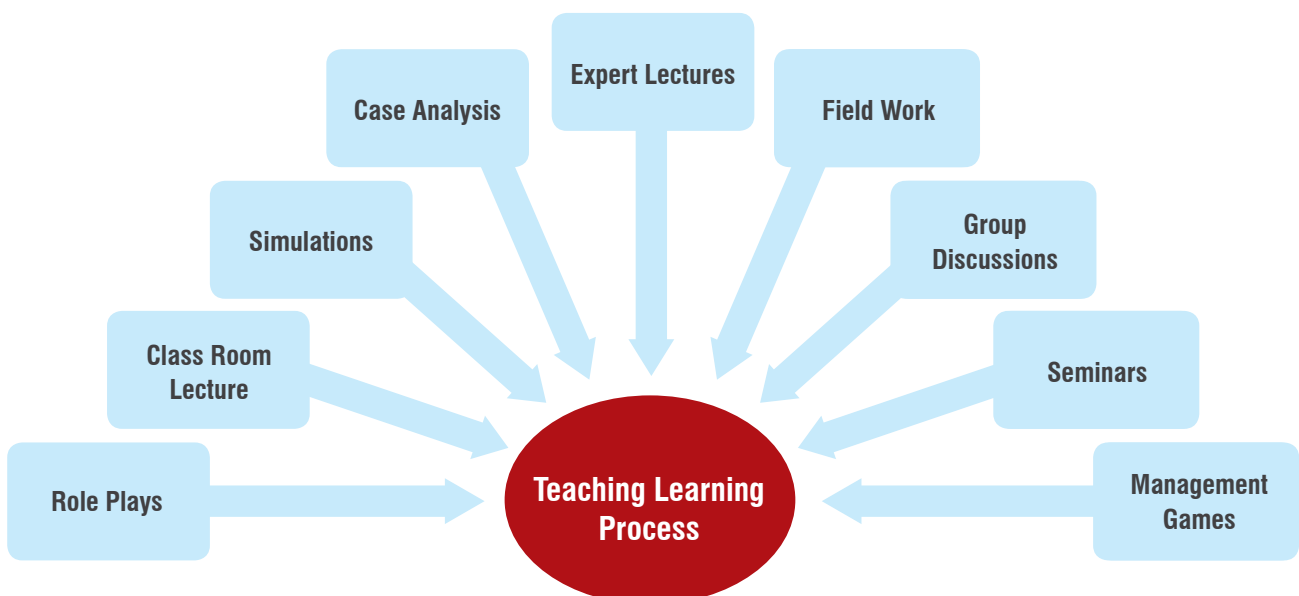 Expert Lectures
Case Analysis
Field Work
Simulations
Group
Discussions
Class Room
Lecture
Seminars
Role Plays
Teaching Learning
Process
Management
Games